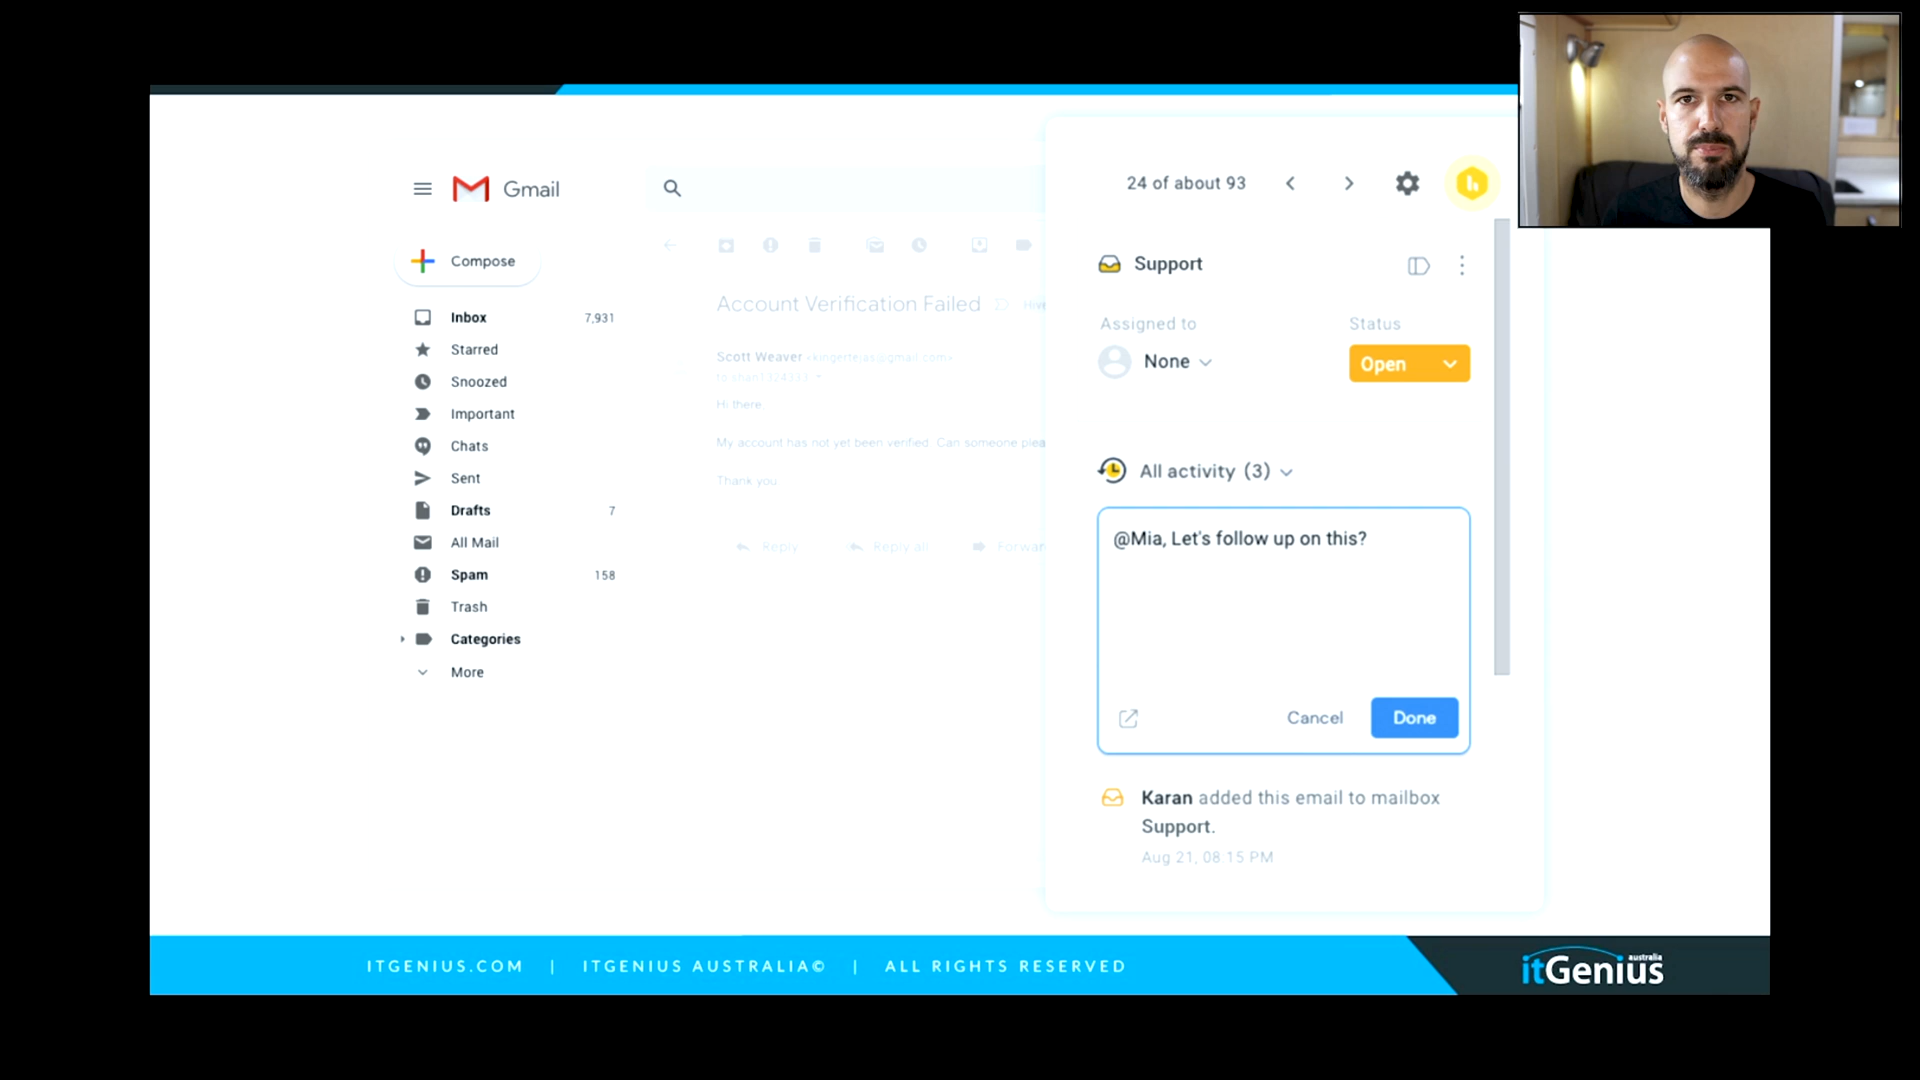 Gmail
24 of about 93
Compose
Inbox 7,931
Starred
Snoozed
Important
Chats
Sent
Drafts 7
All Mail
Spam 158
Trash
Categories
More
Account Verification Failed
Scott Weaver
Hi there
My account has not yet been verified. Can someone plea
Thank you
Reply
Reply all
Forwar
Support
Assigned to
Status
None
Open
All activity (3)
@Mia, Let's follow up on this?
Cancel
Done
Karan added this email to mailbox
Support.
Aug 21, 08:15 PM
ITGENIUS.COM | ITGENIUS AUSTRALIA© | ALL RIGHTS RESERVED
itGenius
australia